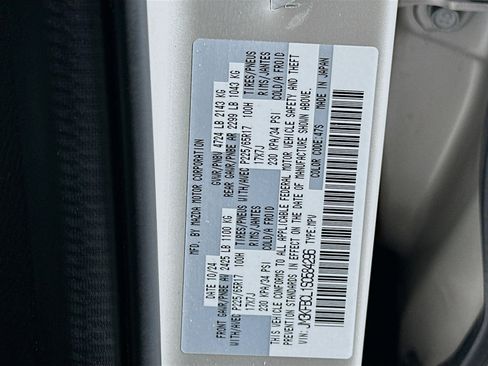 MFD. BY MAZDA MOTOR CORPORATION
DATE: 10/24 GVWR/PNBV 4724 LB 2143 KG
FRONT GAWR/PNBE AV 2425 LB 1100 KG REAR GAWR/PNBE AR 2299 LB 1043 KG
WITH/AVEC P225/65R17 100H TIRES/PNEUS WITH/AVEC P225/65R17 100H TIRES/PNEUS
17X7J RIMS/JANTES 17X7J RIMS/JANTES
230 KPA/34 PSI COLD/A FROID 230 KPA/34 PSI COLD/A FROID
THIS VEHICLE CONFORMS TO ALL APPLICABLE FEDERAL MOTOR VEHICLE SAFETY AND THEFT
PREVENTION STANDARDS IN EFFECT ON THE DATE OF MANUFACTURE SHOWN ABOVE.
VIN: TYPE: MPV COLOR CODE: 47S MADE IN JAPAN